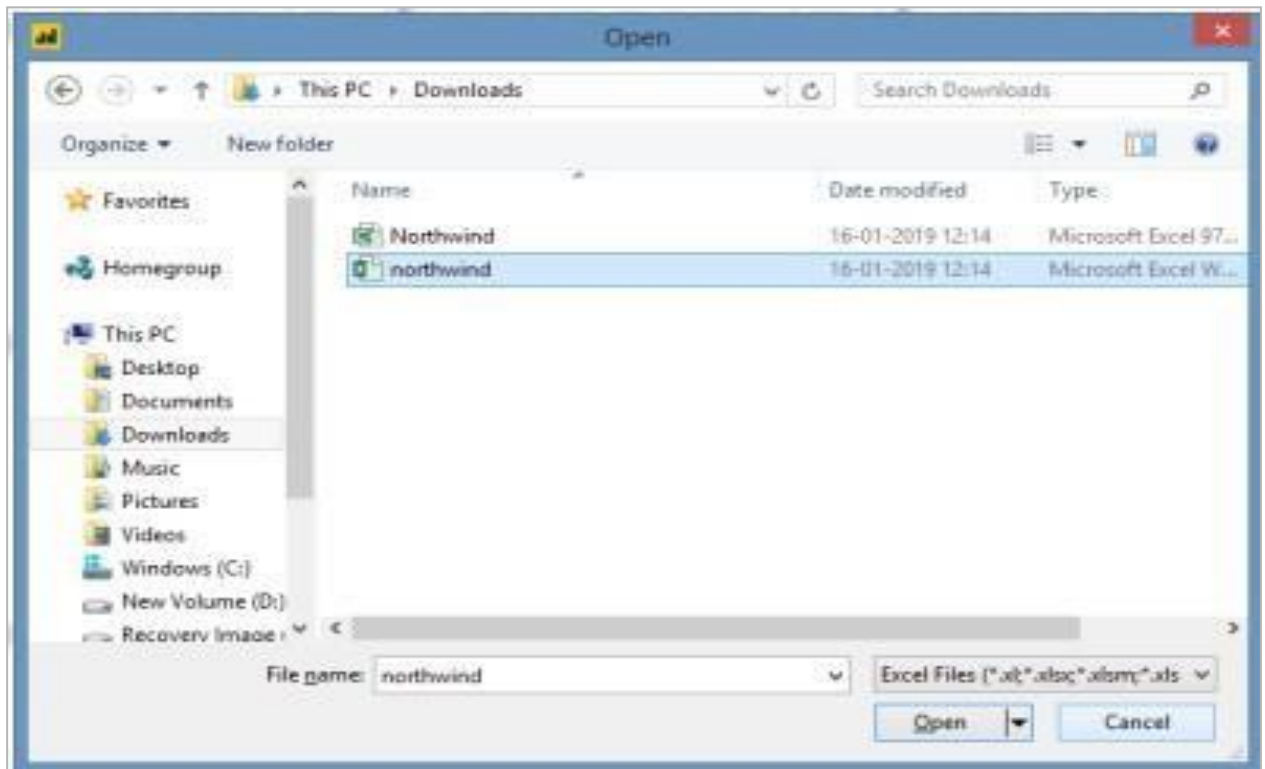 Open
This PC Downloads
Search Downloads
Organize New folder
Favorites
Homegroup
This PC
Desktop
Documents
Downloads
Music
Pictures
Videos
Windows (C:)
New Volume (D:)
Recovery Image
Name Date modified Type
Northwind 16-01-2019 12:14 Microsoft Excel 97...
northwind 16-01-2019 12:14 Microsoft Excel W...
File name: northwind
Excel Files (*.xl;*.xlsx;*.xlsm;*.xls
Open Cancel